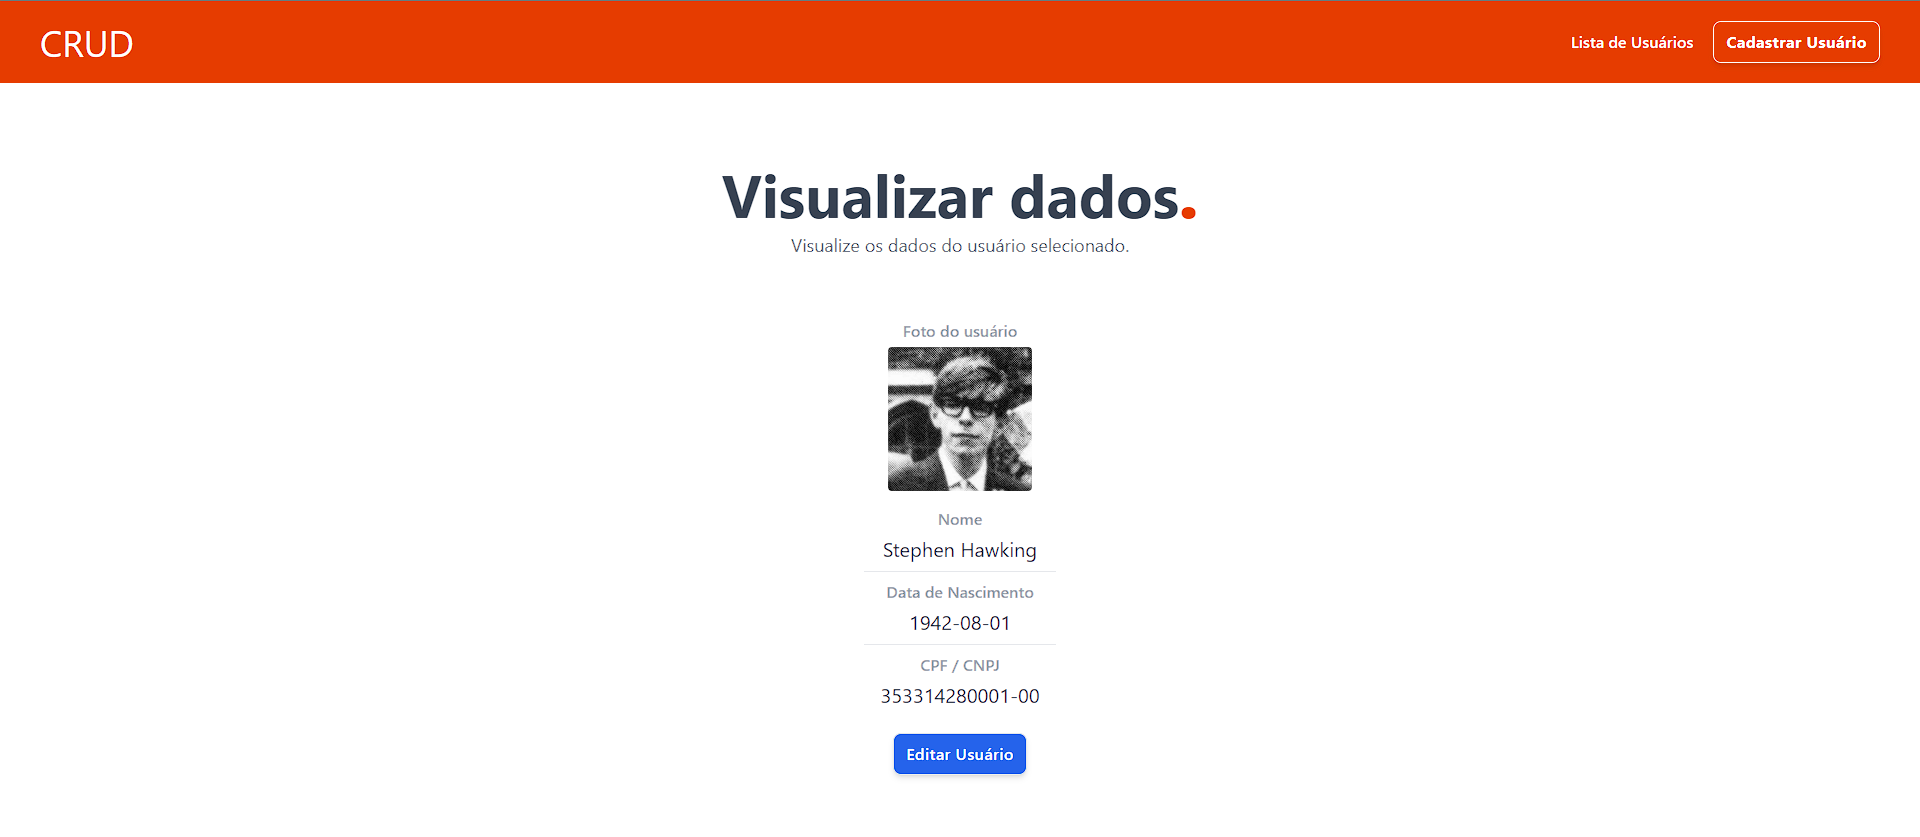 CRUD
Lista de Usuários
Cadastrar Usuário
Visualizar dados.
Visualize os dados do usuário selecionado.
Foto do usuário
Nome
Stephen Hawking
Data de Nascimento
1942-08-01
CPF / CNPJ
353314280001-00
Editar Usuário